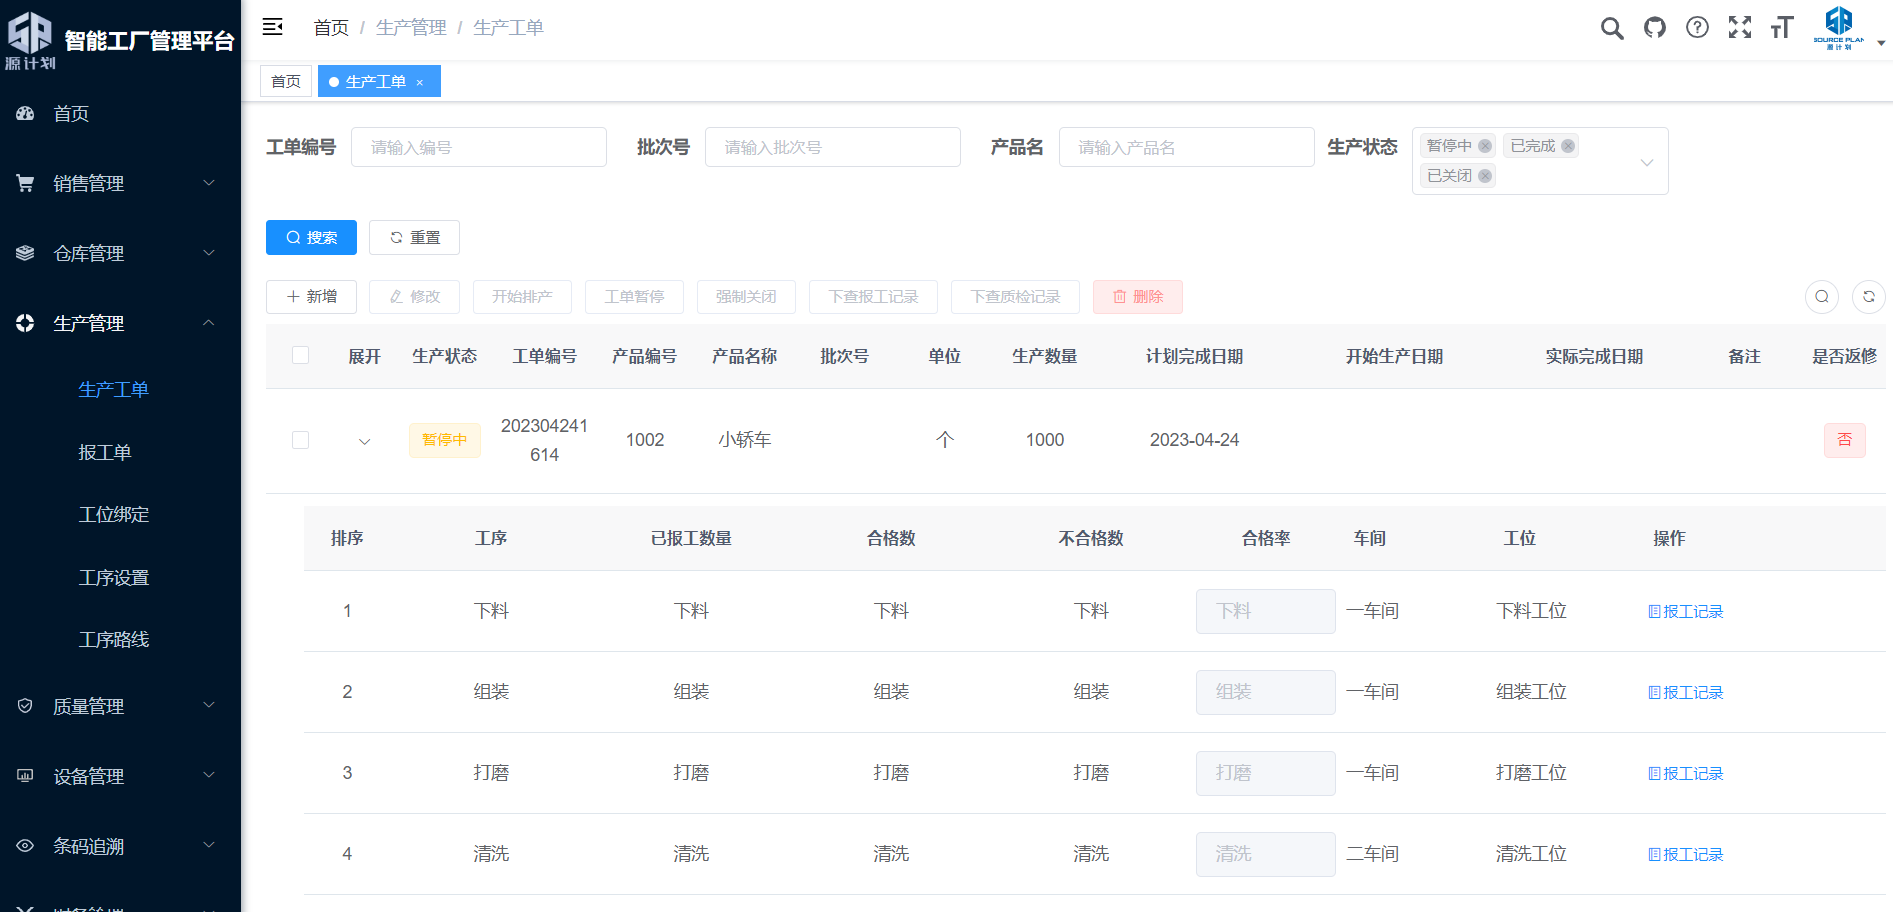 智能工厂管理平台
源计划
首页
销售管理
仓库管理
生产管理
生产工单
报工单
工位绑定
工序设置
工序路线
质量管理
设备管理
条码追溯
首页 / 生产管理 / 生产工单
SOURCE PLAN
源计划
首页 生产工单 ×
工单编号 请输入编号 批次号 请输入批次号 产品名 请输入产品名 生产状态 暂停中 已完成
已关闭
搜索 重置
新增 修改 开始排产 工单暂停 强制关闭 下查报工记录 下查质检记录 删除
展开 生产状态 工单编号 产品编号 产品名称 批次号 单位 生产数量 计划完成日期 开始生产日期 实际完成日期 备注 是否返修
暂停中 202304241 1002 小轿车 个 1000 2023-04-24 否
614
排序 工序 已报工数量 合格数 不合格数 合格率 车间 工位 操作
1 下料 下料 下料 下料 下料 一车间 下料工位 报工记录
2 组装 组装 组装 组装 组装 一车间 组装工位 报工记录
3 打磨 打磨 打磨 打磨 打磨 一车间 打磨工位 报工记录
4 清洗 清洗 清洗 清洗 清洗 二车间 清洗工位 报工记录